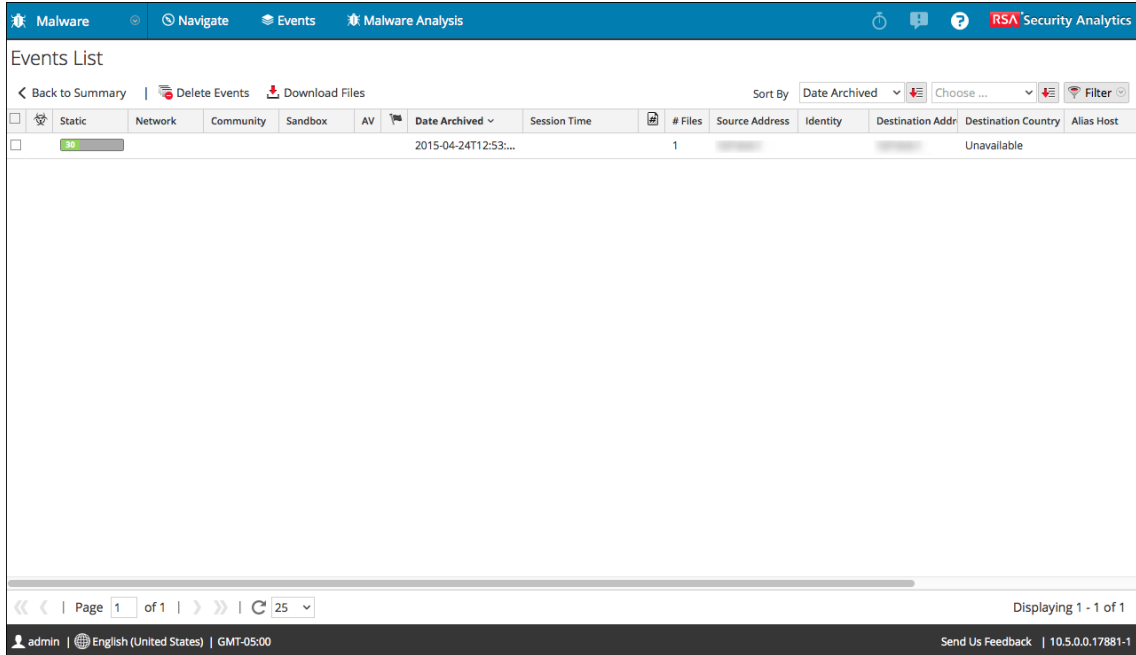 Malware Navigate Events Malware Analysis RSA Security Analytics
Events List
Back to Summary | Delete Events Download Files Sort By Date Archived Choose ... Filter
Static Network Community Sandbox AV Date Archived Session Time # # Files Source Address Identity Destination Addr Destination Country Alias Host
30 2015-04-24T12:53:... 1 Unavailable
| Page 1 of 1 | | 25 Displaying 1 - 1 of 1
admin | English (United States) | GMT-05:00 Send Us Feedback | 10.5.0.0.17881-1